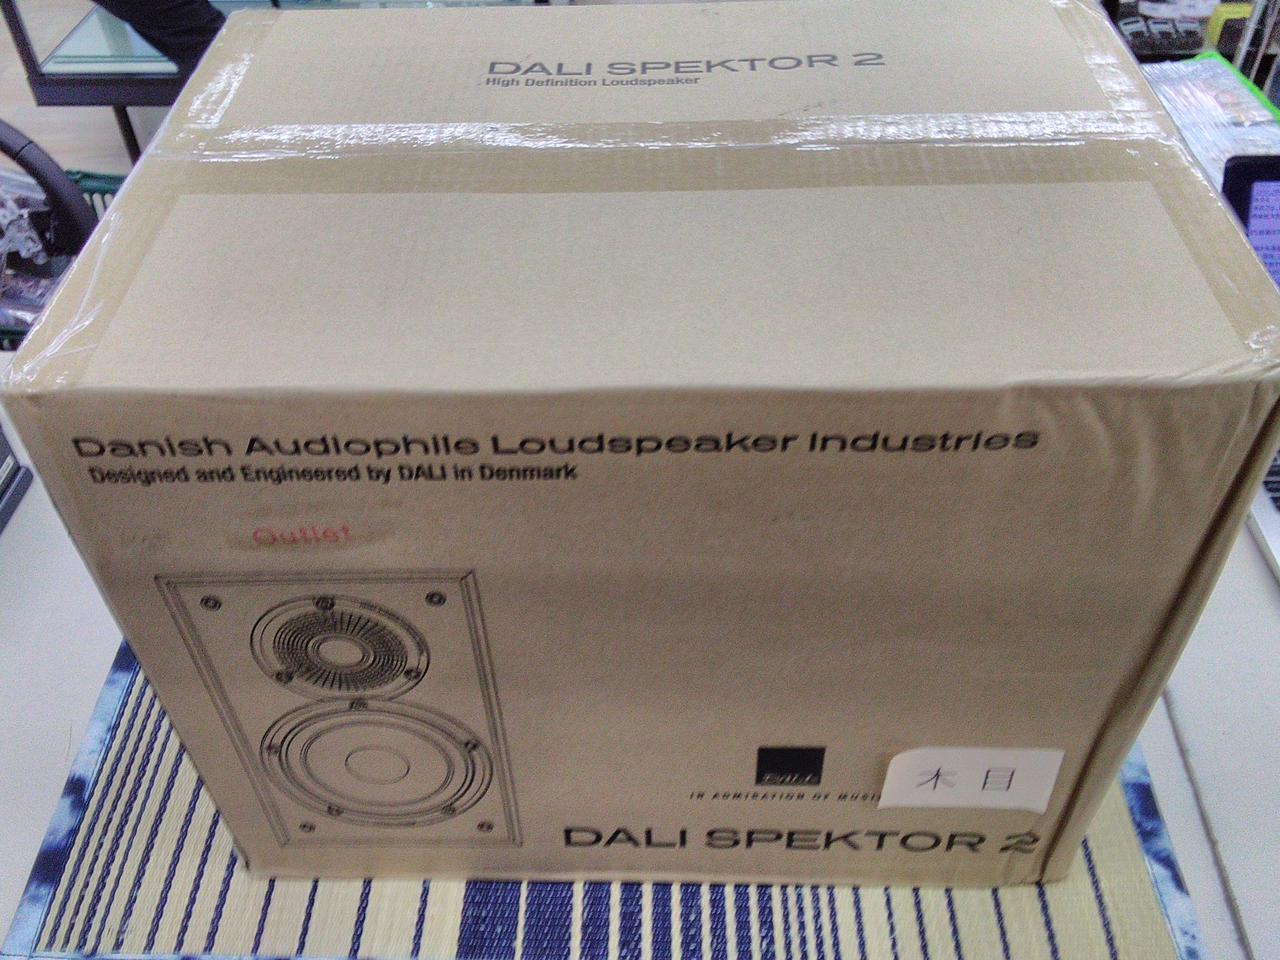 DALI SPEKTOR 2
High Definition Loudspeaker
Danish Audiophile Loudspeaker Industries
Designed and Engineered by DALI in Denmark
Outlet
DALI
IN ADMIRATION OF MUSI
木目
DALI SPEKTOR 2